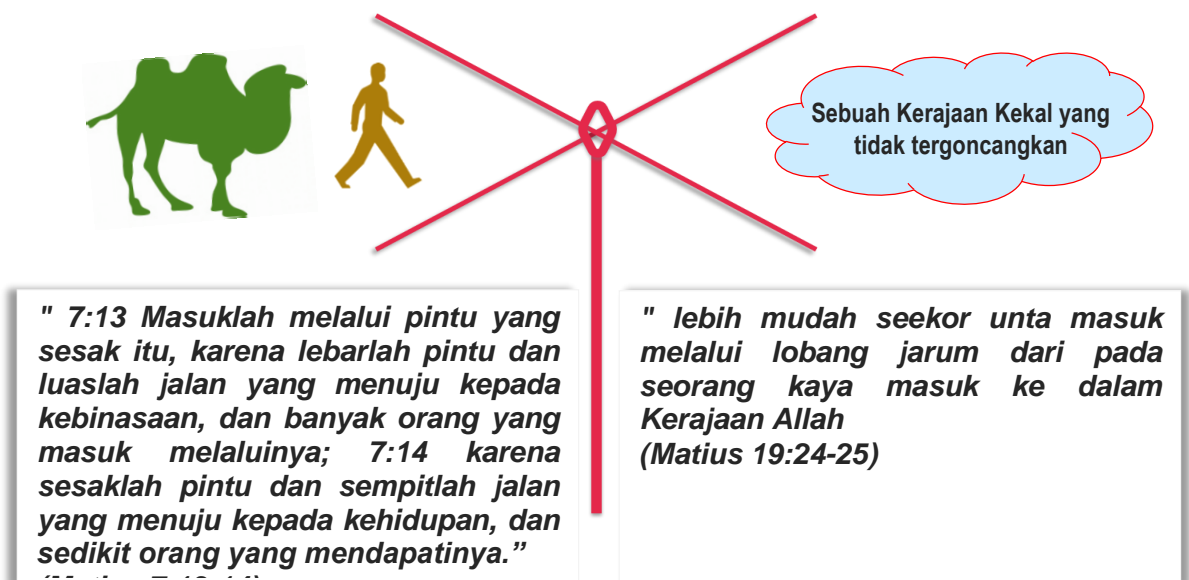 Sebuah Kerajaan Kekal yang
tidak tergoncangkan
" 7:13 Masuklah melalui pintu yang
sesak itu, karena lebarlah pintu dan
luaslah jalan yang menuju kepada
kebinasaan, dan banyak orang yang
masuk melaluinya; 7:14 karena
sesaklah pintu dan sempitlah jalan
yang menuju kepada kehidupan, dan
sedikit orang yang mendapatinya.”
" lebih mudah seekor unta masuk
melalui lobang jarum dari pada
seorang kaya masuk ke dalam
Kerajaan Allah
(Matius 19:24-25)